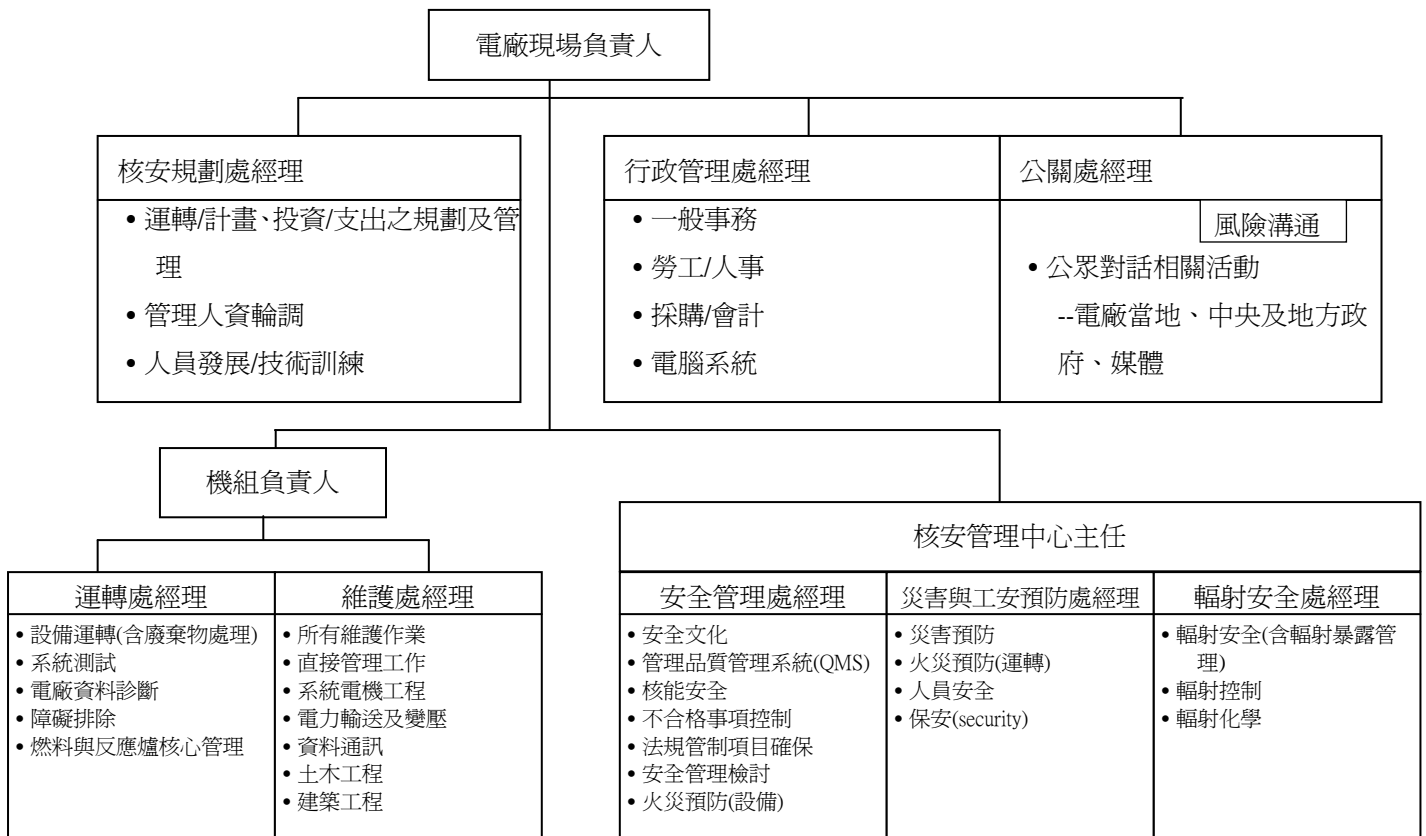 電廠現場負責人
核安規劃處經理
• 運轉/計畫、投資/支出之規劃及管
理
• 管理人資輪調
• 人員發展/技術訓練
行政管理處經理
• 一般事務
• 勞工/人事
• 採購/會計
• 電腦系統
公關處經理
風險溝通
• 公眾對話相關活動
--電廠當地、中央及地方政
府、媒體
機組負責人
運轉處經理
• 設備運轉(含廢棄物處理)
• 系統測試
• 電廠資料診斷
• 障礙排除
• 燃料與反應爐核心管理
維護處經理
• 所有維護作業
• 直接管理工作
• 系統電機工程
• 電力輸送及變壓
• 資料通訊
• 土木工程
• 建築工程
核安管理中心主任
安全管理處經理
• 安全文化
• 管理品質管理系統(QMS)
• 核能安全
• 不合格事項控制
• 法規管制項目確保
• 安全管理檢討
• 火災預防(設備)
災害與工安預防處經理
• 災害預防
• 火災預防(運轉)
• 人員安全
• 保安(security)
輻射安全處經理
• 輻射安全(含輻射暴露管
理)
• 輻射控制
• 輻射化學